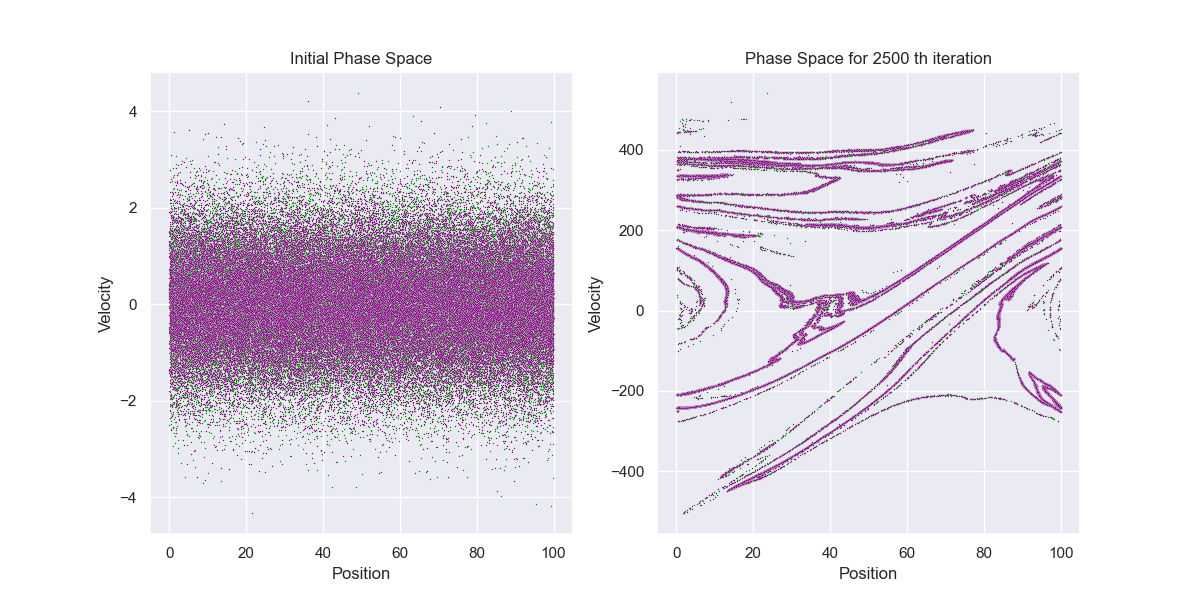 Initial Phase Space
Velocity
4
2
0
−2
−4
0 20 40 60 80 100
Position
Phase Space for 2500 th iteration
Velocity
400
200
0
−200
−400
0 20 40 60 80 100
Position